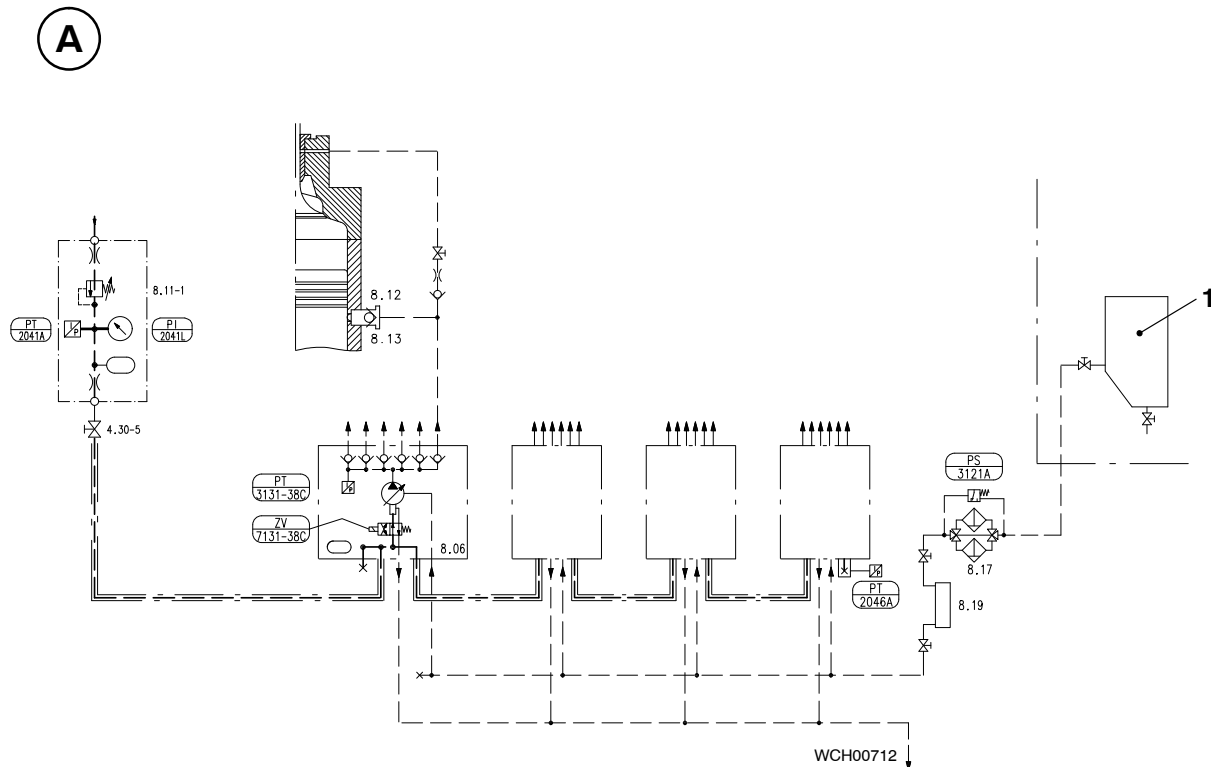 A
8.11-1
PT
2041A
PI
2041L
4.30-5
8.12
8.13
1
PT
3131-38C
ZV
7131-38C
8.06
PS
3121A
8.17
PT
2046A
8.19
WCH00712